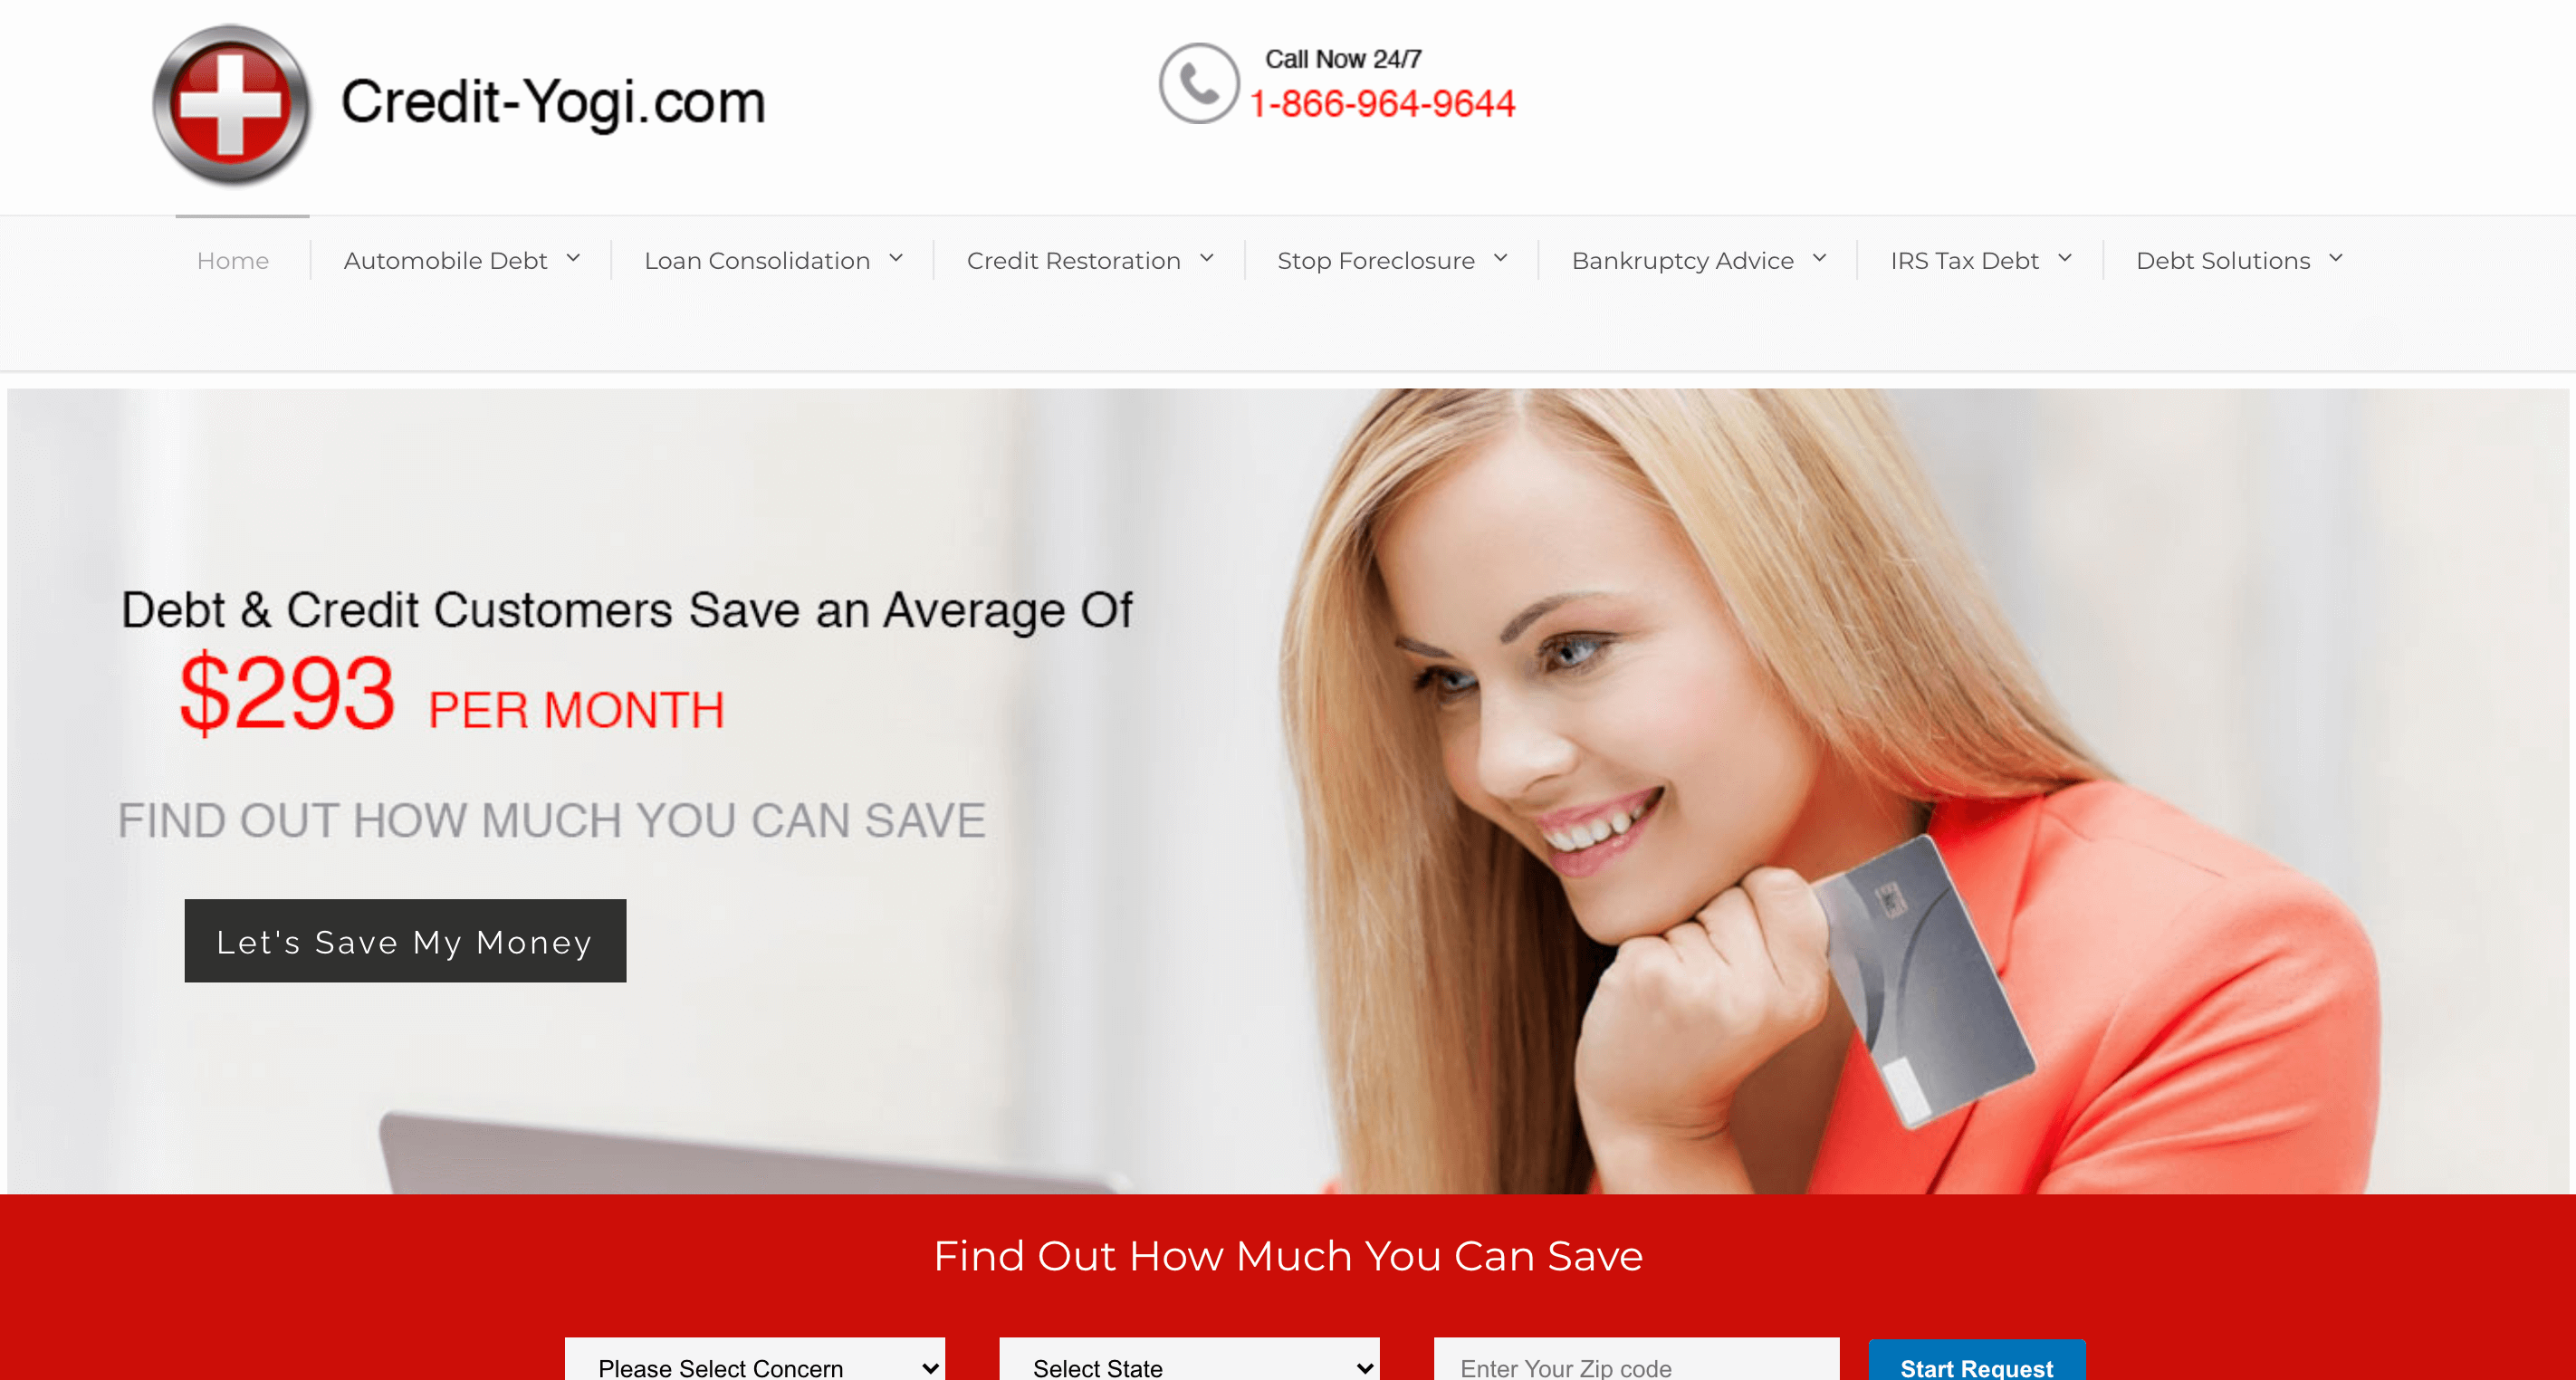 Credit-Yogi.com
Call Now 24/7
1-866-964-9644
Home
Automobile Debt
Loan Consolidation
Credit Restoration
Stop Foreclosure
Bankruptcy Advice
IRS Tax Debt
Debt Solutions
Debt & Credit Customers Save an Average Of
$293 PER MONTH
FIND OUT HOW MUCH YOU CAN SAVE
Let's Save My Money
Find Out How Much You Can Save
Please Select Concern
Select State
Enter Your Zip code
Start Request